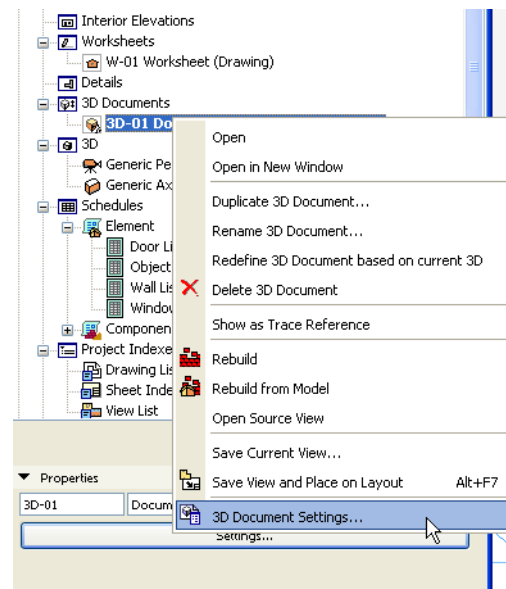 Interior Elevations
Worksheets
W-01 Worksheet (Drawing)
Details
3D Documents
3D-01 Do
3D
Generic Pe
Generic Ax
Schedules
Element
Door Li
Object
Wall Lis
Windo
Componen
Project Indexe
Drawing Lis
Sheet Inde
View List
Open
Open in New Window
Duplicate 3D Document...
Rename 3D Document...
Redefine 3D Document based on current 3D
Delete 3D Document
Show as Trace Reference
Rebuild
Rebuild from Model
Open Source View
Save Current View...
Save View and Place on Layout Alt+F7
3D Document Settings...
Properties
3D-01 Docum
Settings...